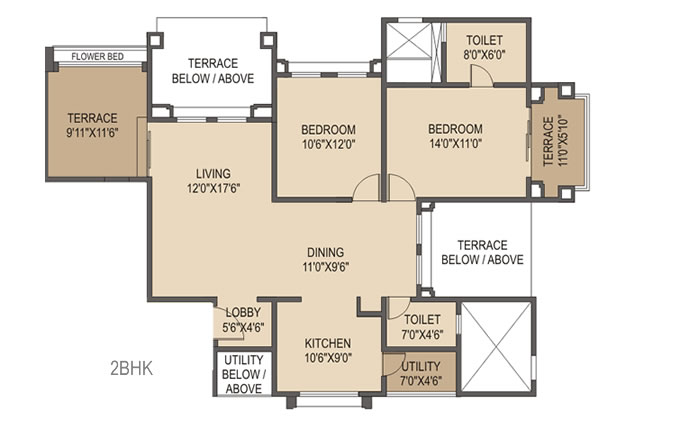 FLOWER BED
TERRACE
9'11"X11'6"
TERRACE
BELOW / ABOVE
TOILET
8'0"X6'0"
BEDROOM
10'6"X12'0"
BEDROOM
14'0"X11'0"
TERRACE
11'0"X5'10"
LIVING
12'0"X17'6"
DINING
11'0"X9'6"
TERRACE
BELOW / ABOVE
LOBBY
5'6"X4'6"
TOILET
7'0"X4'6"
KITCHEN
10'6"X9'0"
UTILITY
BELOW /
ABOVE
UTILITY
7'0"X4'6"
2BHK